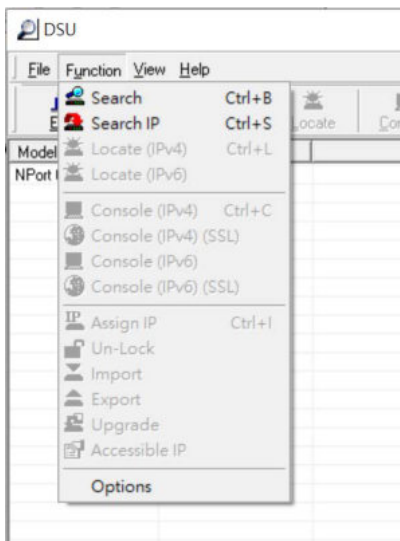 DSU
File Function View Help
Search Ctrl+B
Search IP Ctrl+S
Locate (IPv4) Ctrl+L
Locate (IPv6)
Console (IPv4) Ctrl+C
Console (IPv4) (SSL)
Console (IPv6)
Console (IPv6) (SSL)
Assign IP Ctrl+I
Un-Lock
Import
Export
Upgrade
Accessible IP
Options
E
Locate
Con
Model
NPort